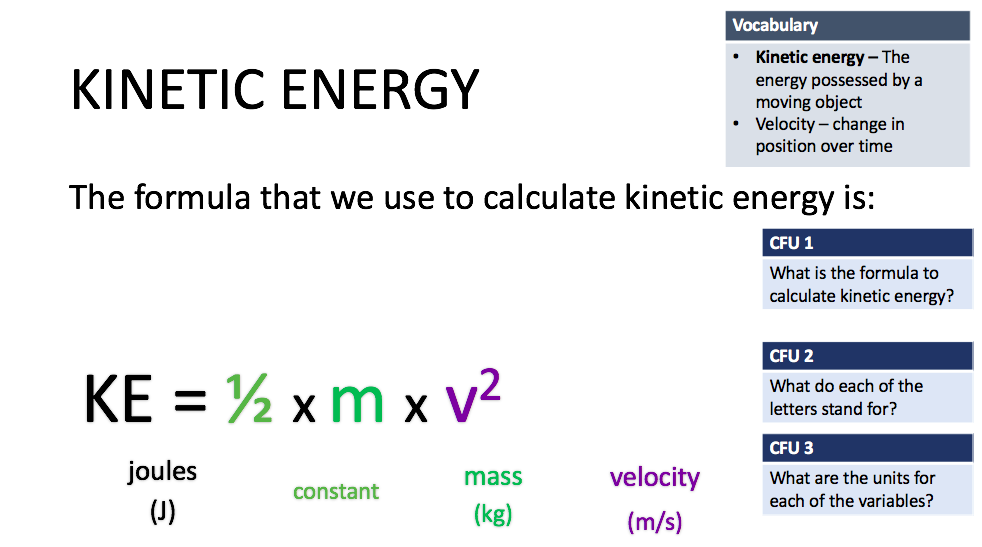 KINETIC ENERGY
Vocabulary
• Kinetic energy – The
energy possessed by a
moving object
• Velocity – change in
position over time
The formula that we use to calculate kinetic energy is:
CFU 1
What is the formula to
calculate kinetic energy?
KE = ½ x m x v²
joules
(J)
constant
mass
(kg)
velocity
(m/s)
CFU 2
What do each of the
letters stand for?
CFU 3
What are the units for
each of the variables?